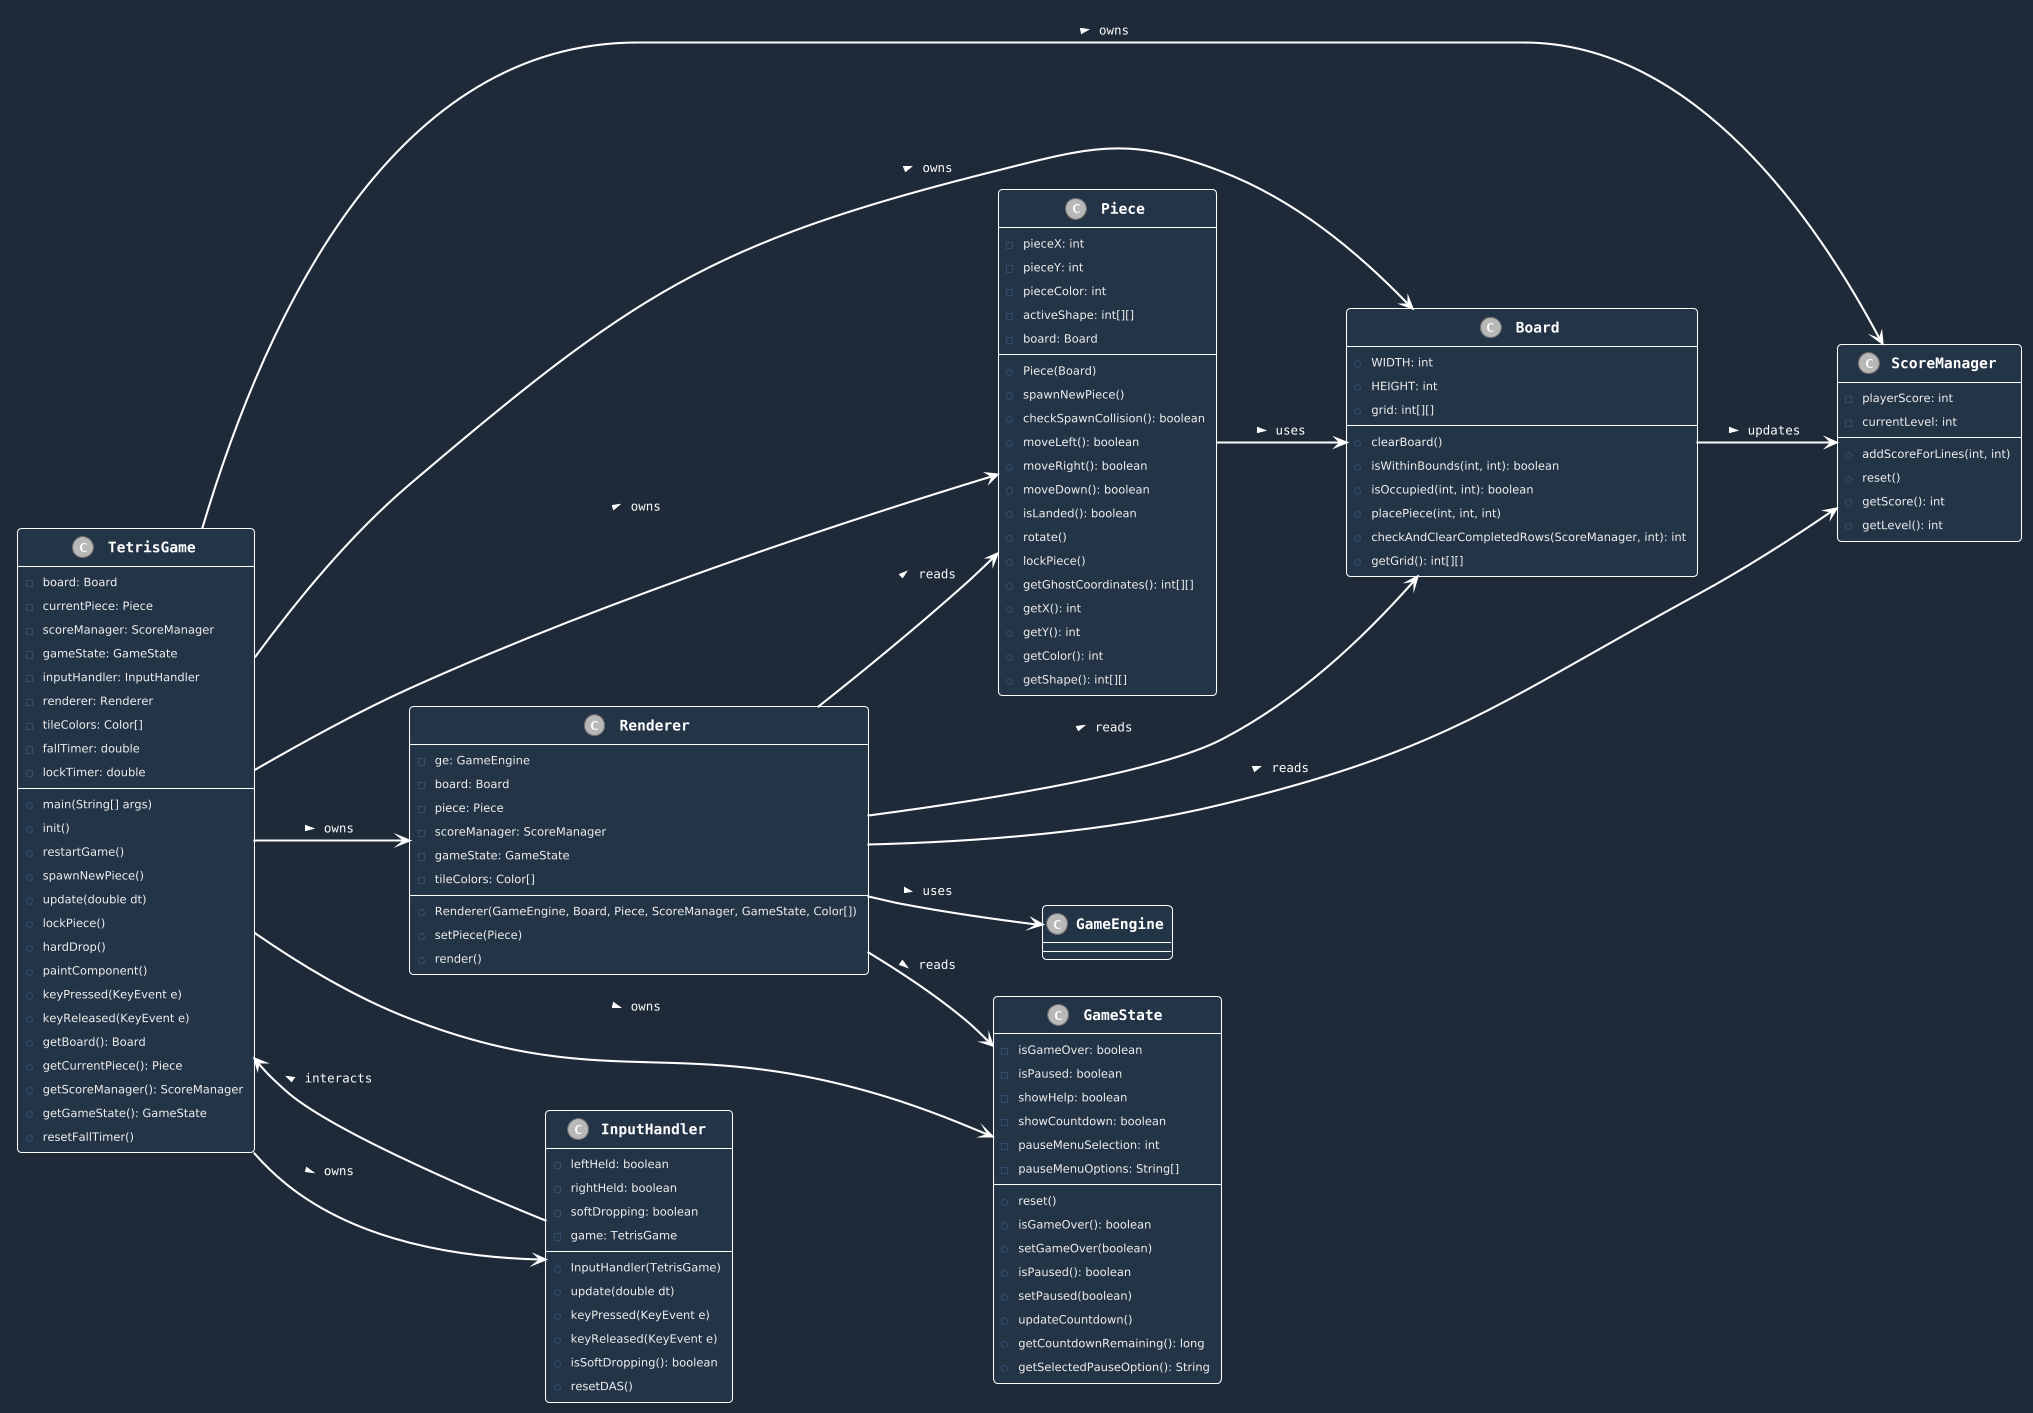 owns
owns
C Piece
pieceX: int
pieceY: int
pieceColor: int
activeShape: int[][]
board: Board
Piece(Board)
spawnNewPiece()
checkSpawnCollision(): boolean
moveLeft(): boolean
moveRight(): boolean
moveDown(): boolean
isLanded(): boolean
rotate()
lockPiece()
getGhostCoordinates(): int[][]
getX(): int
getY(): int
getColor(): int
getShape(): int[][]
uses
C Board
WIDTH: int
HEIGHT: int
grid: int[][]
clearBoard()
isWithinBounds(int, int): boolean
isOccupied(int, int): boolean
placePiece(int, int, int)
checkAndClearCompletedRows(ScoreManager, int): int
getGrid(): int[][]
updates
C ScoreManager
playerScore: int
currentLevel: int
addScoreForLines(int, int)
reset()
getScore(): int
getLevel(): int
owns
reads
C TetrisGame
board: Board
currentPiece: Piece
scoreManager: ScoreManager
gameState: GameState
inputHandler: InputHandler
renderer: Renderer
tileColors: Color[]
fallTimer: double
lockTimer: double
main(String[] args)
init()
restartGame()
spawnNewPiece()
update(double dt)
lockPiece()
hardDrop()
paintComponent()
keyPressed(KeyEvent e)
keyReleased(KeyEvent e)
getBoard(): Board
getCurrentPiece(): Piece
getScoreManager(): ScoreManager
getGameState(): GameState
resetFallTimer()
owns
C Renderer
ge: GameEngine
board: Board
piece: Piece
scoreManager: ScoreManager
gameState: GameState
tileColors: Color[]
Renderer(GameEngine, Board, Piece, ScoreManager, GameState, Color[])
setPiece(Piece)
render()
reads
reads
uses
C GameEngine
reads
owns
C GameState
isGameOver: boolean
isPaused: boolean
showHelp: boolean
showCountdown: boolean
pauseMenuSelection: int
pauseMenuOptions: String[]
reset()
isGameOver(): boolean
setGameOver(boolean)
isPaused(): boolean
setPaused(boolean)
updateCountdown()
getCountdownRemaining(): long
getSelectedPauseOption(): String
interacts
owns
C InputHandler
leftHeld: boolean
rightHeld: boolean
softDropping: boolean
game: TetrisGame
InputHandler(TetrisGame)
update(double dt)
keyPressed(KeyEvent e)
keyReleased(KeyEvent e)
isSoftDropping(): boolean
resetDAS()